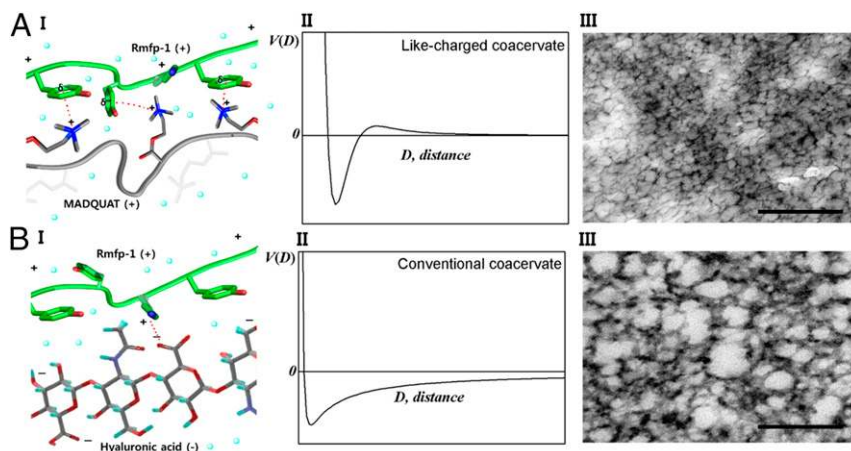 A
I
Rmfp-1 (+)
+
+
+
+
δ-
δ-
δ-
+
+
+
MADQUAT (+)
II
V(D)
Like-charged coacervate
0
D, distance
III
B
I
Rmfp-1 (+)
+
+
+
−
−
−
−
Hyaluronic acid (-)
II
V(D)
Conventional coacervate
0
D, distance
III